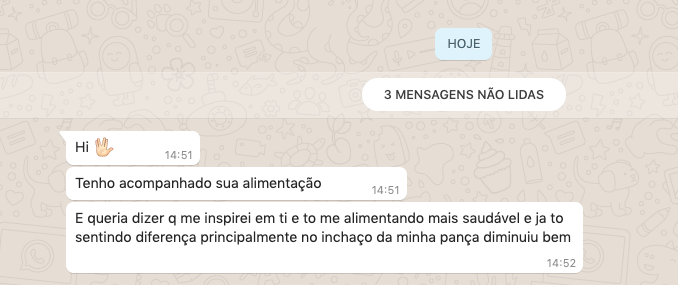 HOJE
3 MENSAGENS NÃO LIDAS
Hi 🖖🏻
14:51
Tenho acompanhado sua alimentação
14:51
E queria dizer q me inspirei em ti e to me alimentando mais saudável e ja to
sentindo diferença principalmente no inchaço da minha pança diminuiu bem
14:52